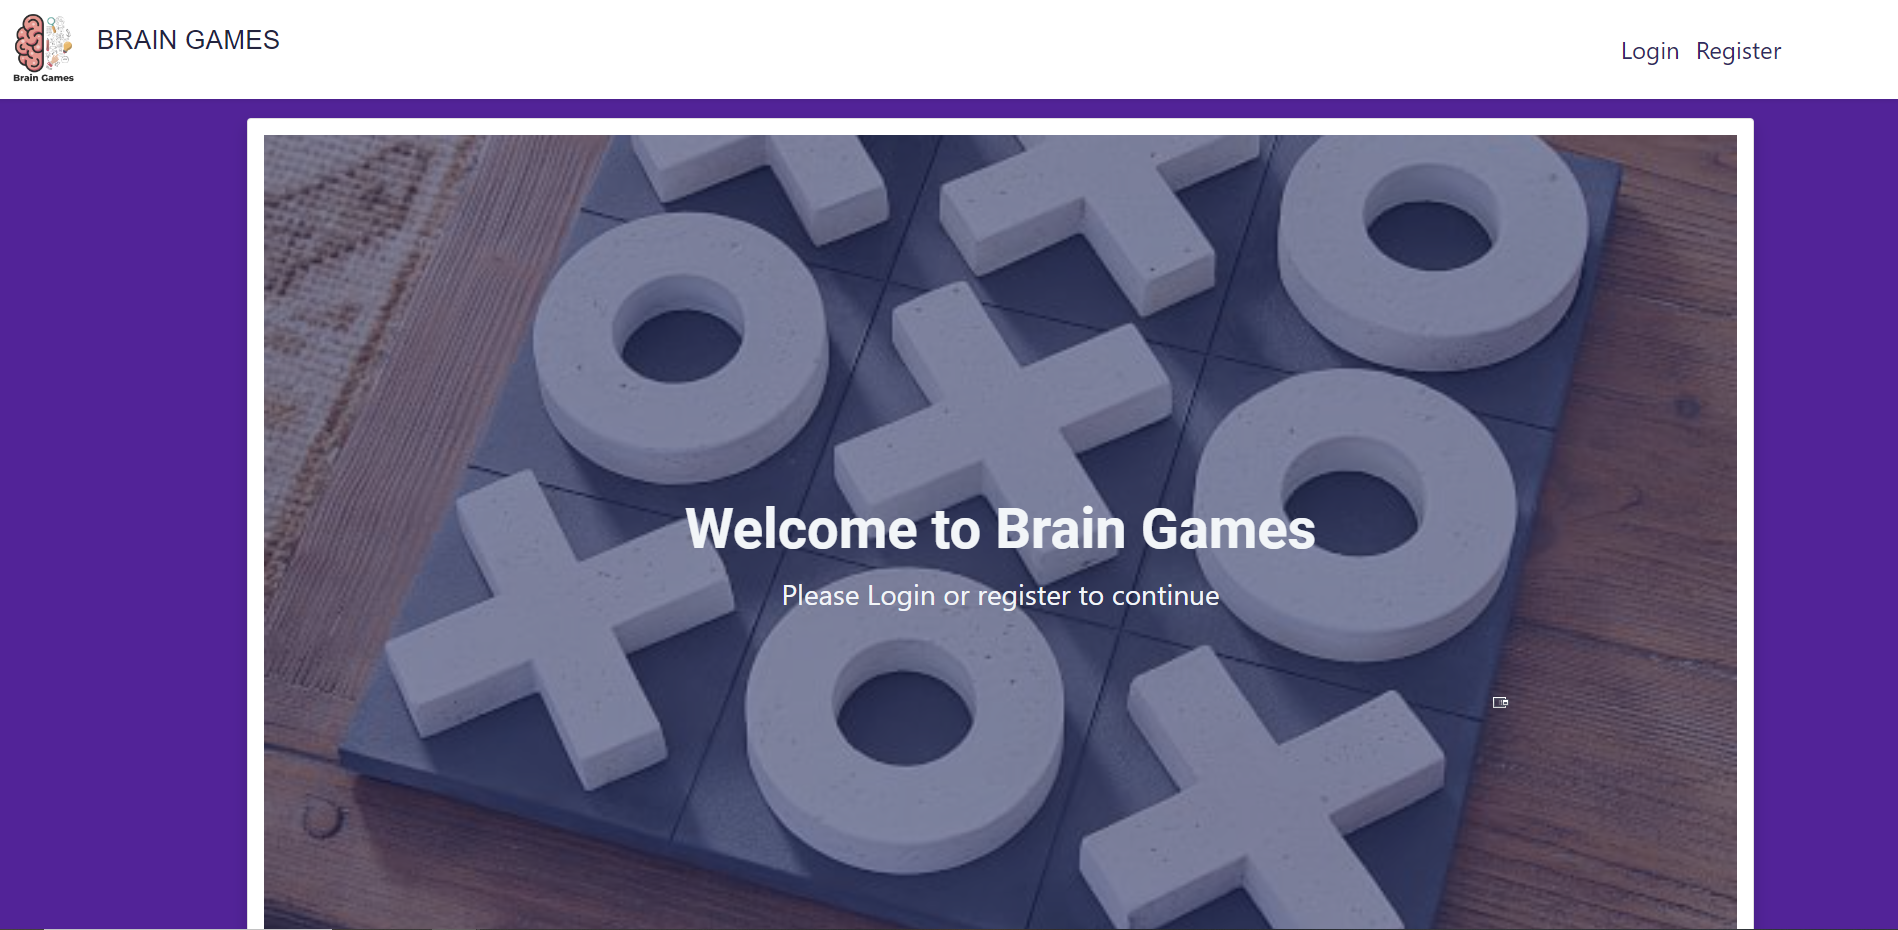 Brain Games
BRAIN GAMES
Login Register
Welcome to Brain Games
Please Login or register to continue